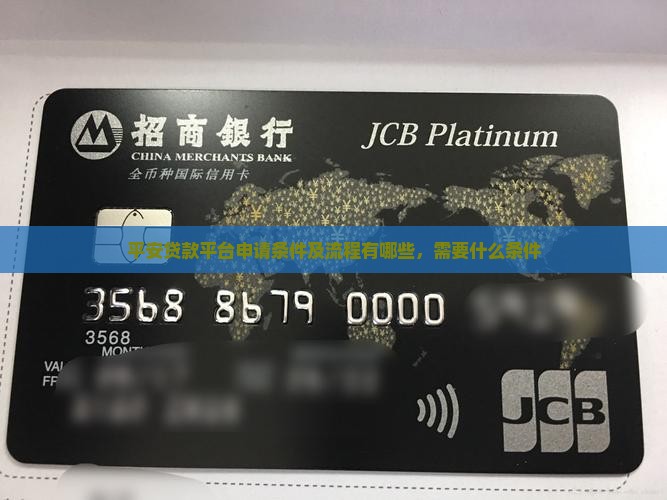 招商銀行
CHINA MERCHANTS BANK
全币种国际信用卡
JCB Platinum
平安贷款平台申请条件及流程有哪些，需要什么条件
3568 8679 0000
3568
JCB